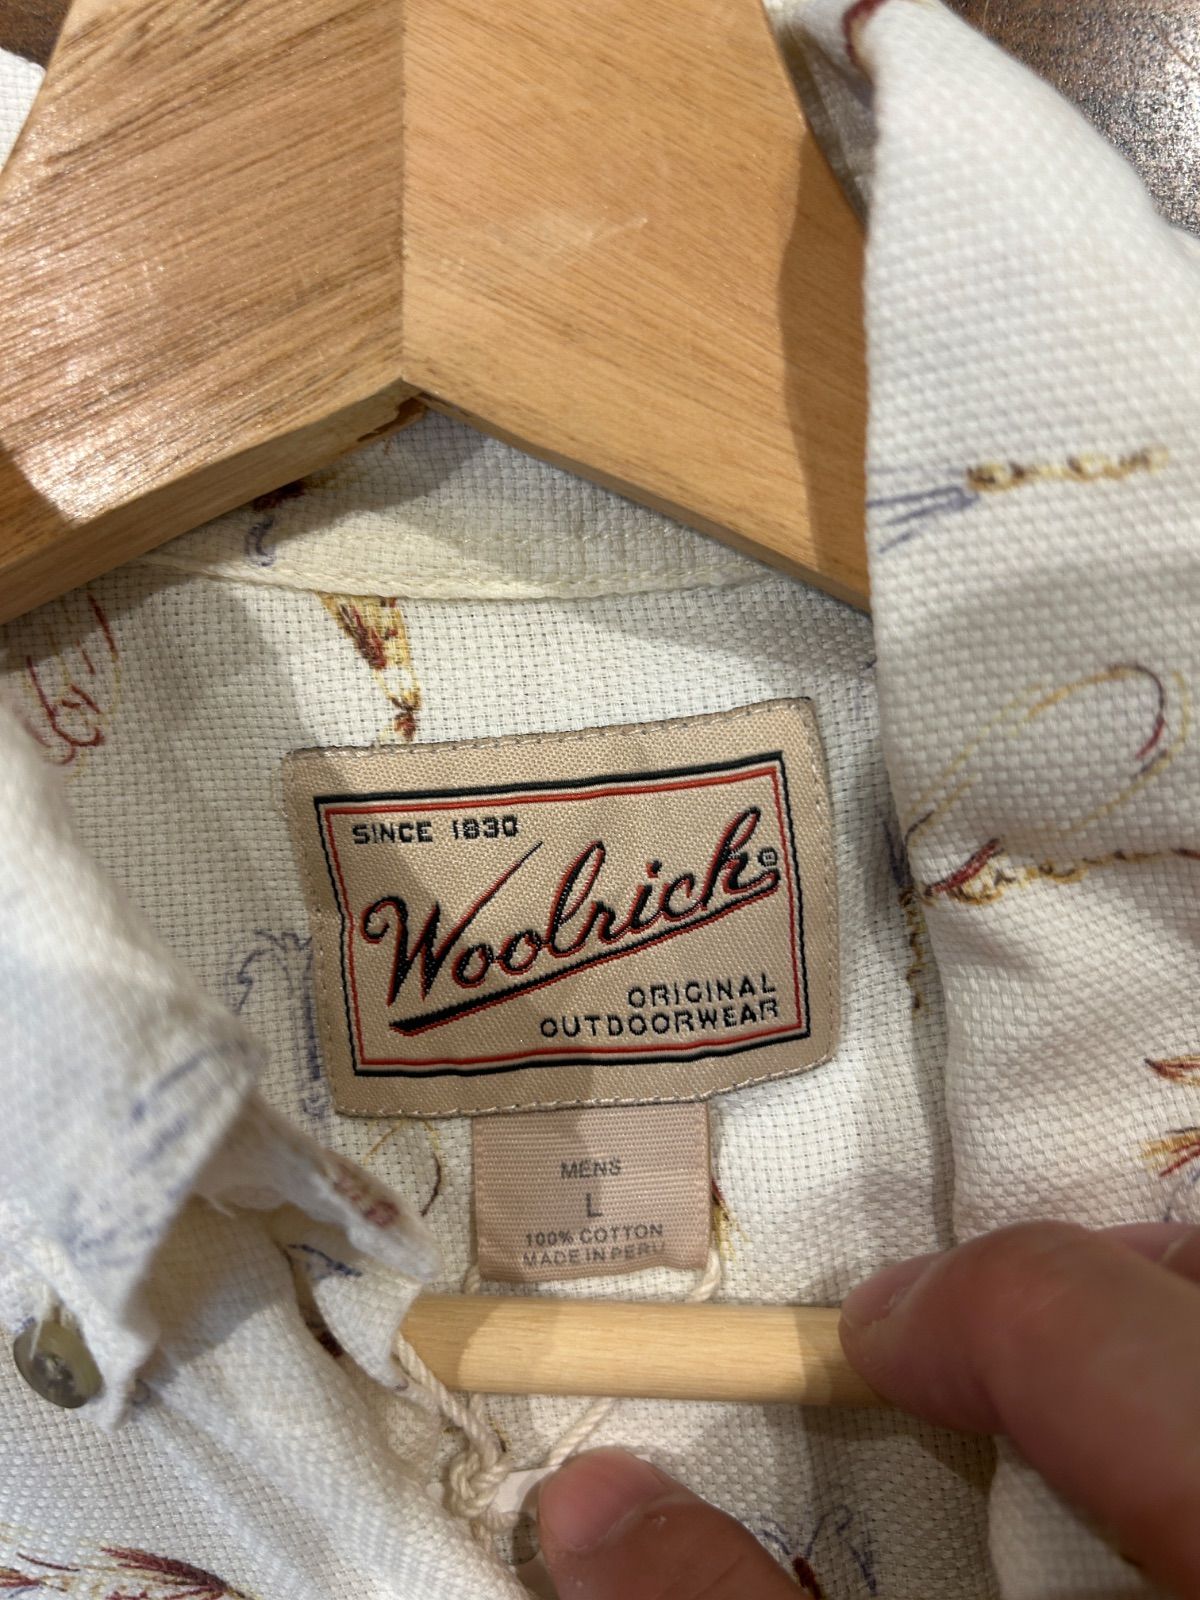 SINCE 1830
Woolrich®
ORIGINAL
OUTDOORWEAR
MENS
L
100% COTTON
MADE IN PERU